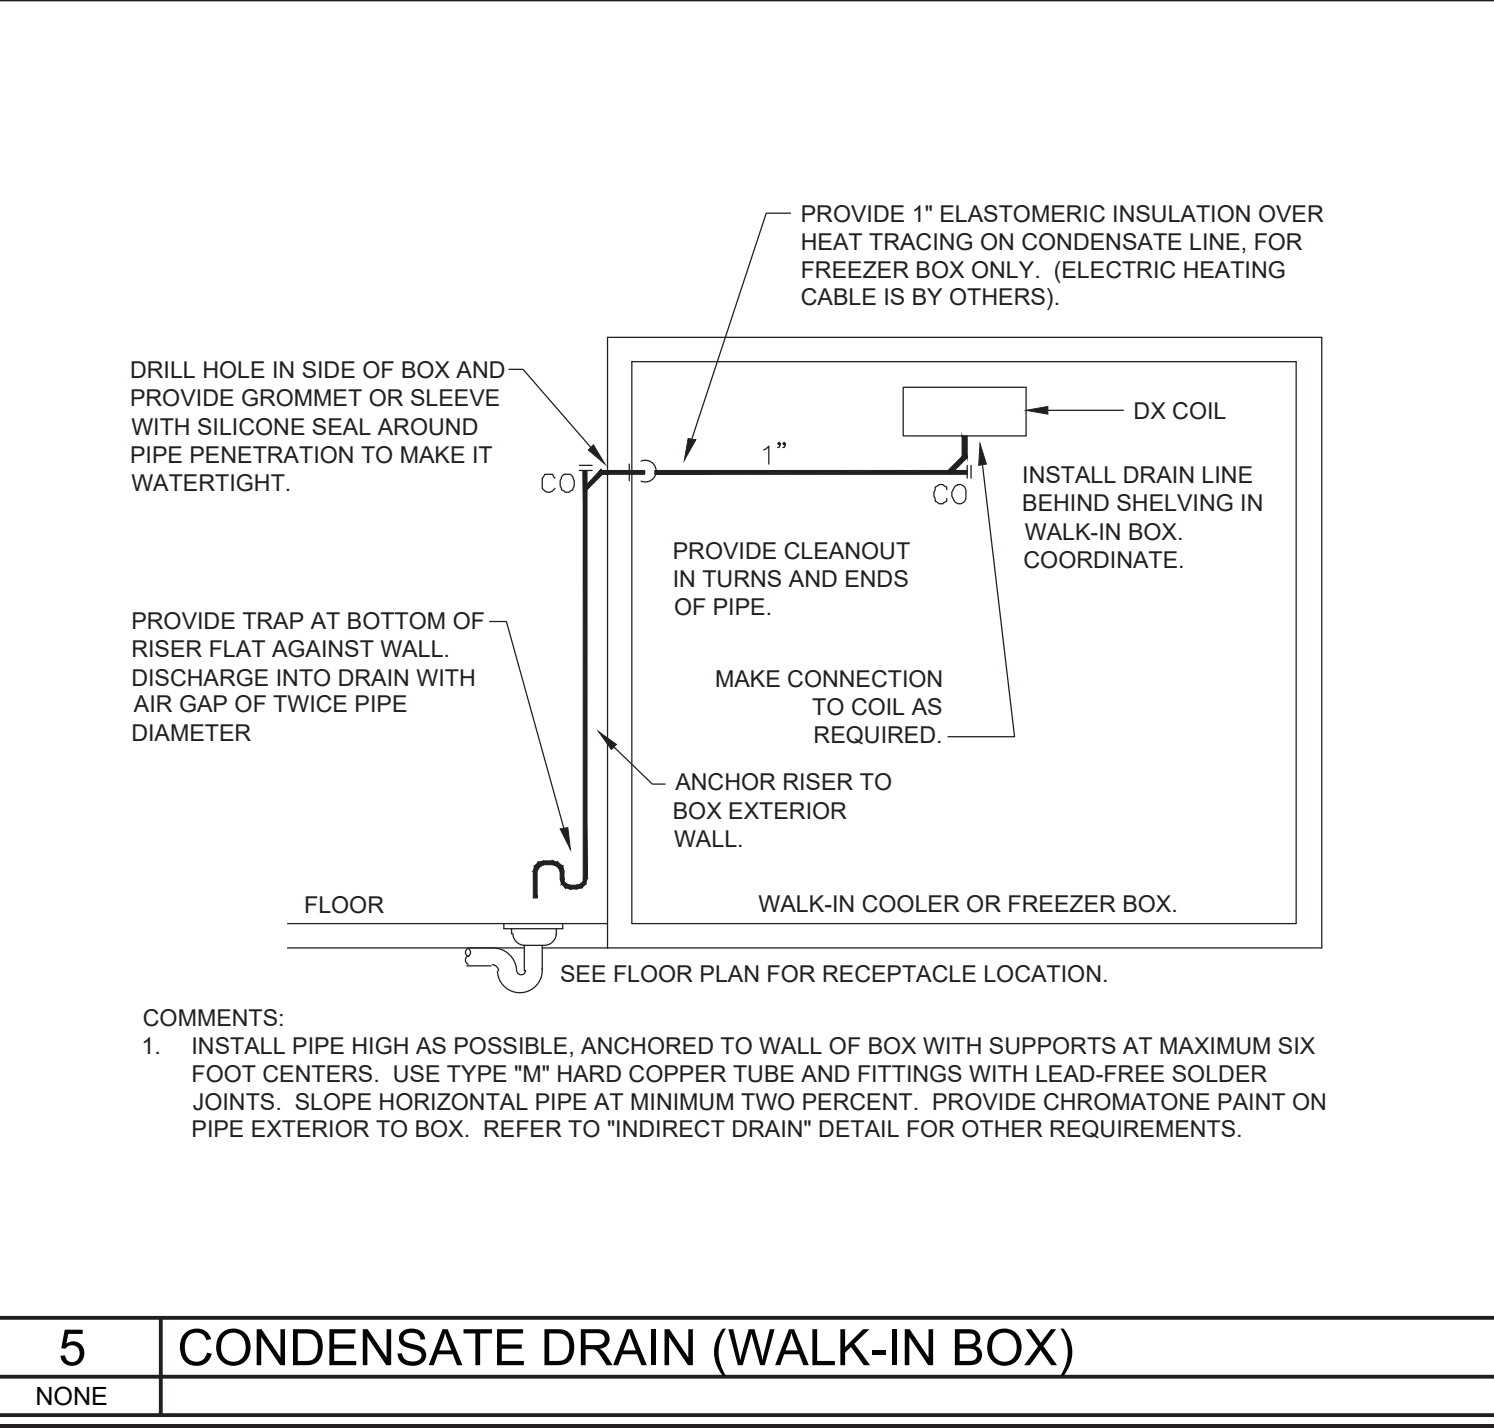 PROVIDE 1" ELASTOMERIC INSULATION OVER
HEAT TRACING ON CONDENSATE LINE, FOR
FREEZER BOX ONLY.  (ELECTRIC HEATING
CABLE IS BY OTHERS).
DRILL HOLE IN SIDE OF BOX AND
PROVIDE GROMMET OR SLEEVE
WITH SILICONE SEAL AROUND
PIPE PENETRATION TO MAKE IT
WATERTIGHT.
DX COIL
1”
CO
CO
INSTALL DRAIN LINE
BEHIND SHELVING IN
WALK-IN BOX.
COORDINATE.
PROVIDE CLEANOUT
IN TURNS AND ENDS
OF PIPE.
PROVIDE TRAP AT BOTTOM OF
RISER FLAT AGAINST WALL.
DISCHARGE INTO DRAIN WITH
AIR GAP OF TWICE PIPE
DIAMETER
MAKE CONNECTION
TO COIL AS
REQUIRED.
ANCHOR RISER TO
BOX EXTERIOR
WALL.
FLOOR
WALK-IN COOLER OR FREEZER BOX.
SEE FLOOR PLAN FOR RECEPTACLE LOCATION.
COMMENTS:
1. INSTALL PIPE HIGH AS POSSIBLE, ANCHORED TO WALL OF BOX WITH SUPPORTS AT MAXIMUM SIX
FOOT CENTERS.  USE TYPE "M" HARD COPPER TUBE AND FITTINGS WITH LEAD-FREE SOLDER
JOINTS.  SLOPE HORIZONTAL PIPE AT MINIMUM TWO PERCENT.  PROVIDE CHROMATONE PAINT ON
PIPE EXTERIOR TO BOX.  REFER TO "INDIRECT DRAIN" DETAIL FOR OTHER REQUIREMENTS.
5 CONDENSATE DRAIN (WALK-IN BOX)
NONE